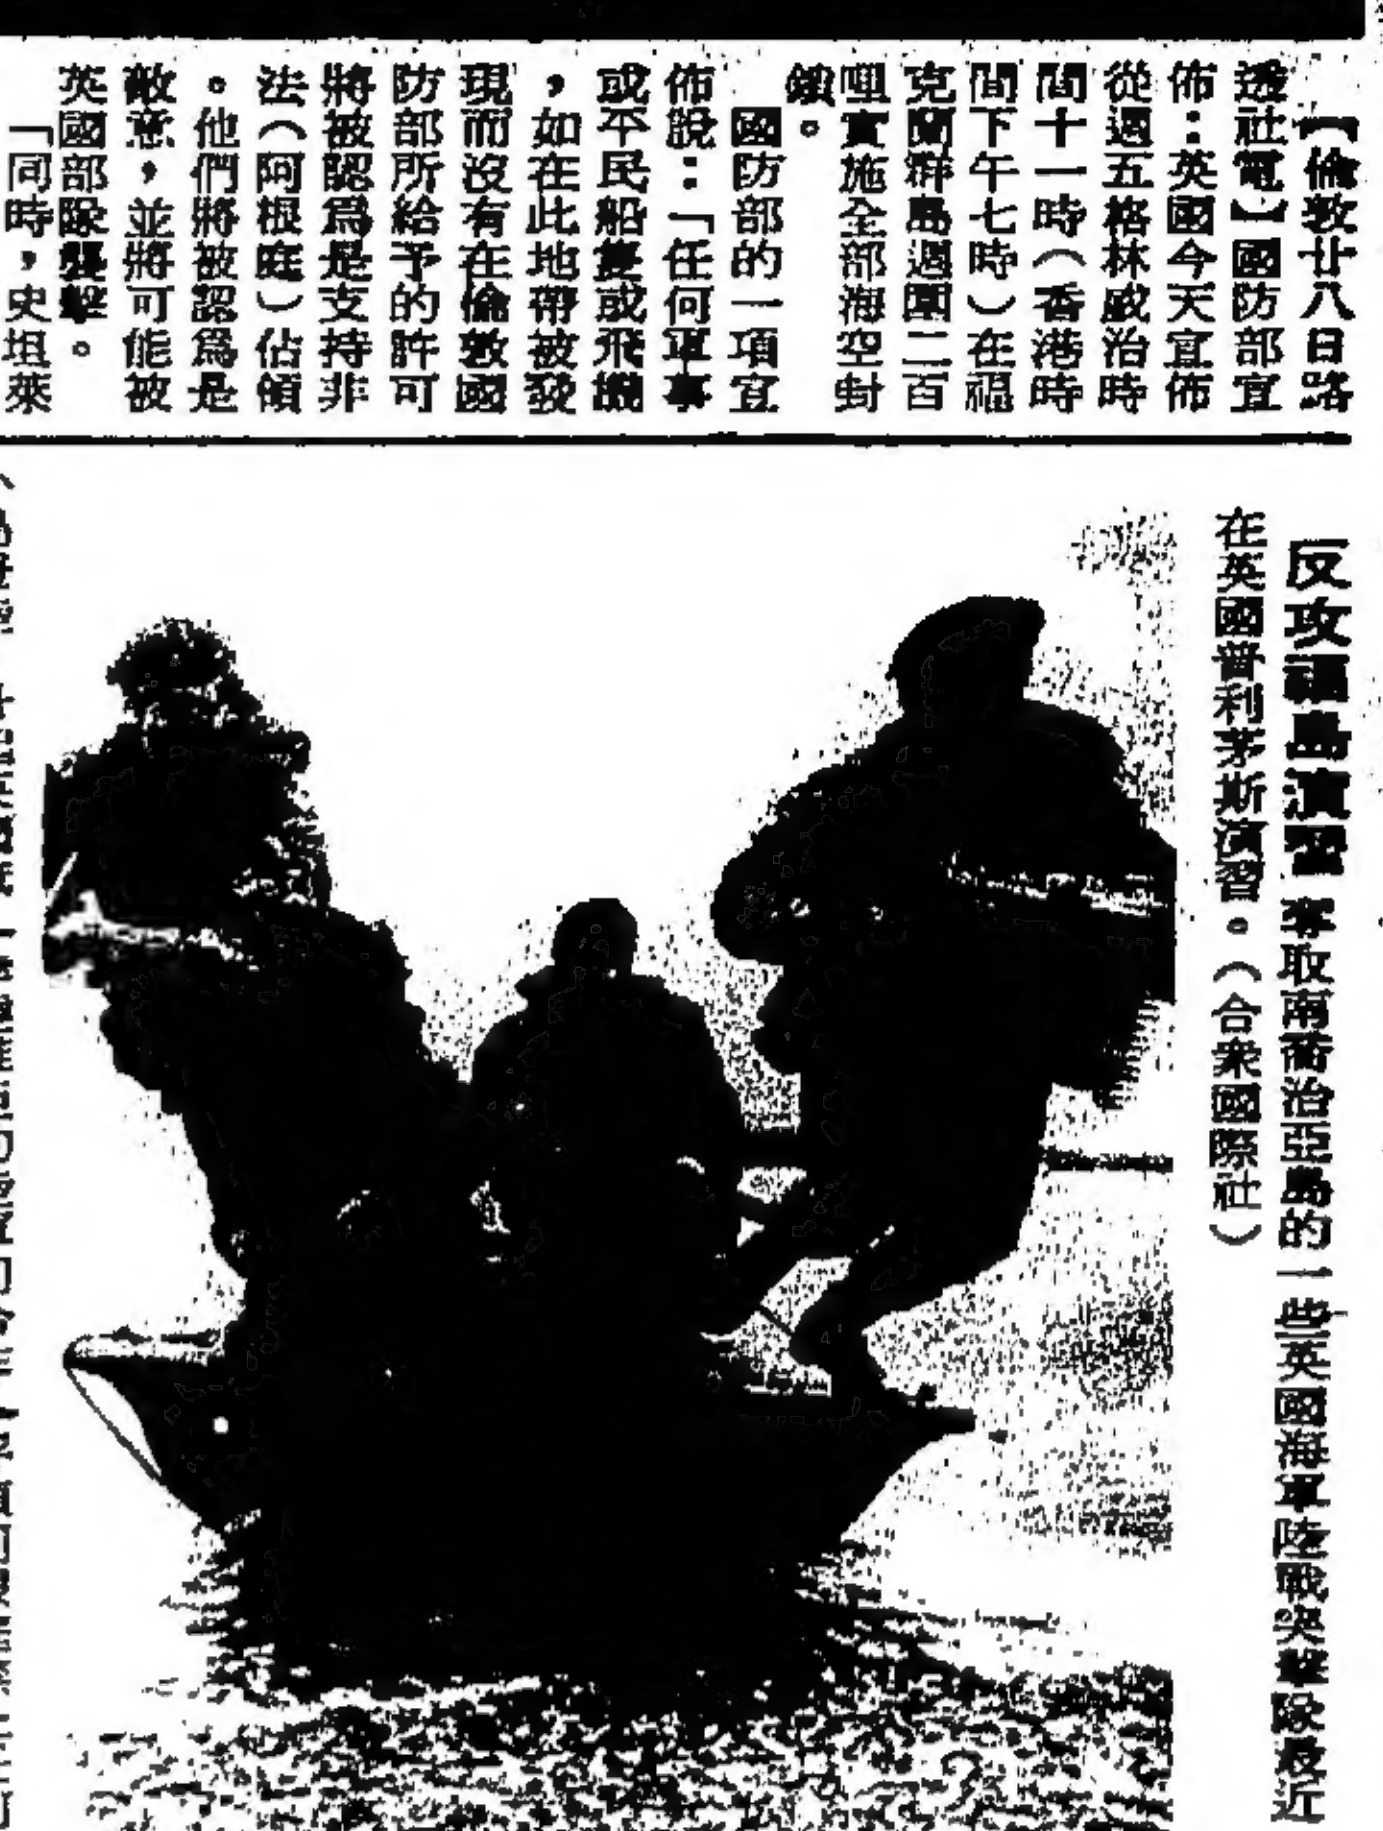 【倫敦廿八日路
透社電】國防部宣
佈：英國今天宣佈
從週五格林威治時
間十一時（香港時
間下午七時）在福
克蘭群島週圍二百
哩實施全部海空封
鎖。
國防部的一項宣
佈說：「任何軍事
或平民船隻或飛機
，如在此地帶被發
現而沒有在倫敦國
防部所給予的許可
將被認爲是支持非
法（阿根庭）佔領
。他們將被認爲是
敵意，並將可能被
英國部隊襲擊。
「同時，史坦萊
反攻福島演習 奪取南喬治亞島的一些英國海軍陸戰突擊隊最近
在英國普利茅斯演習。（合衆國際社）